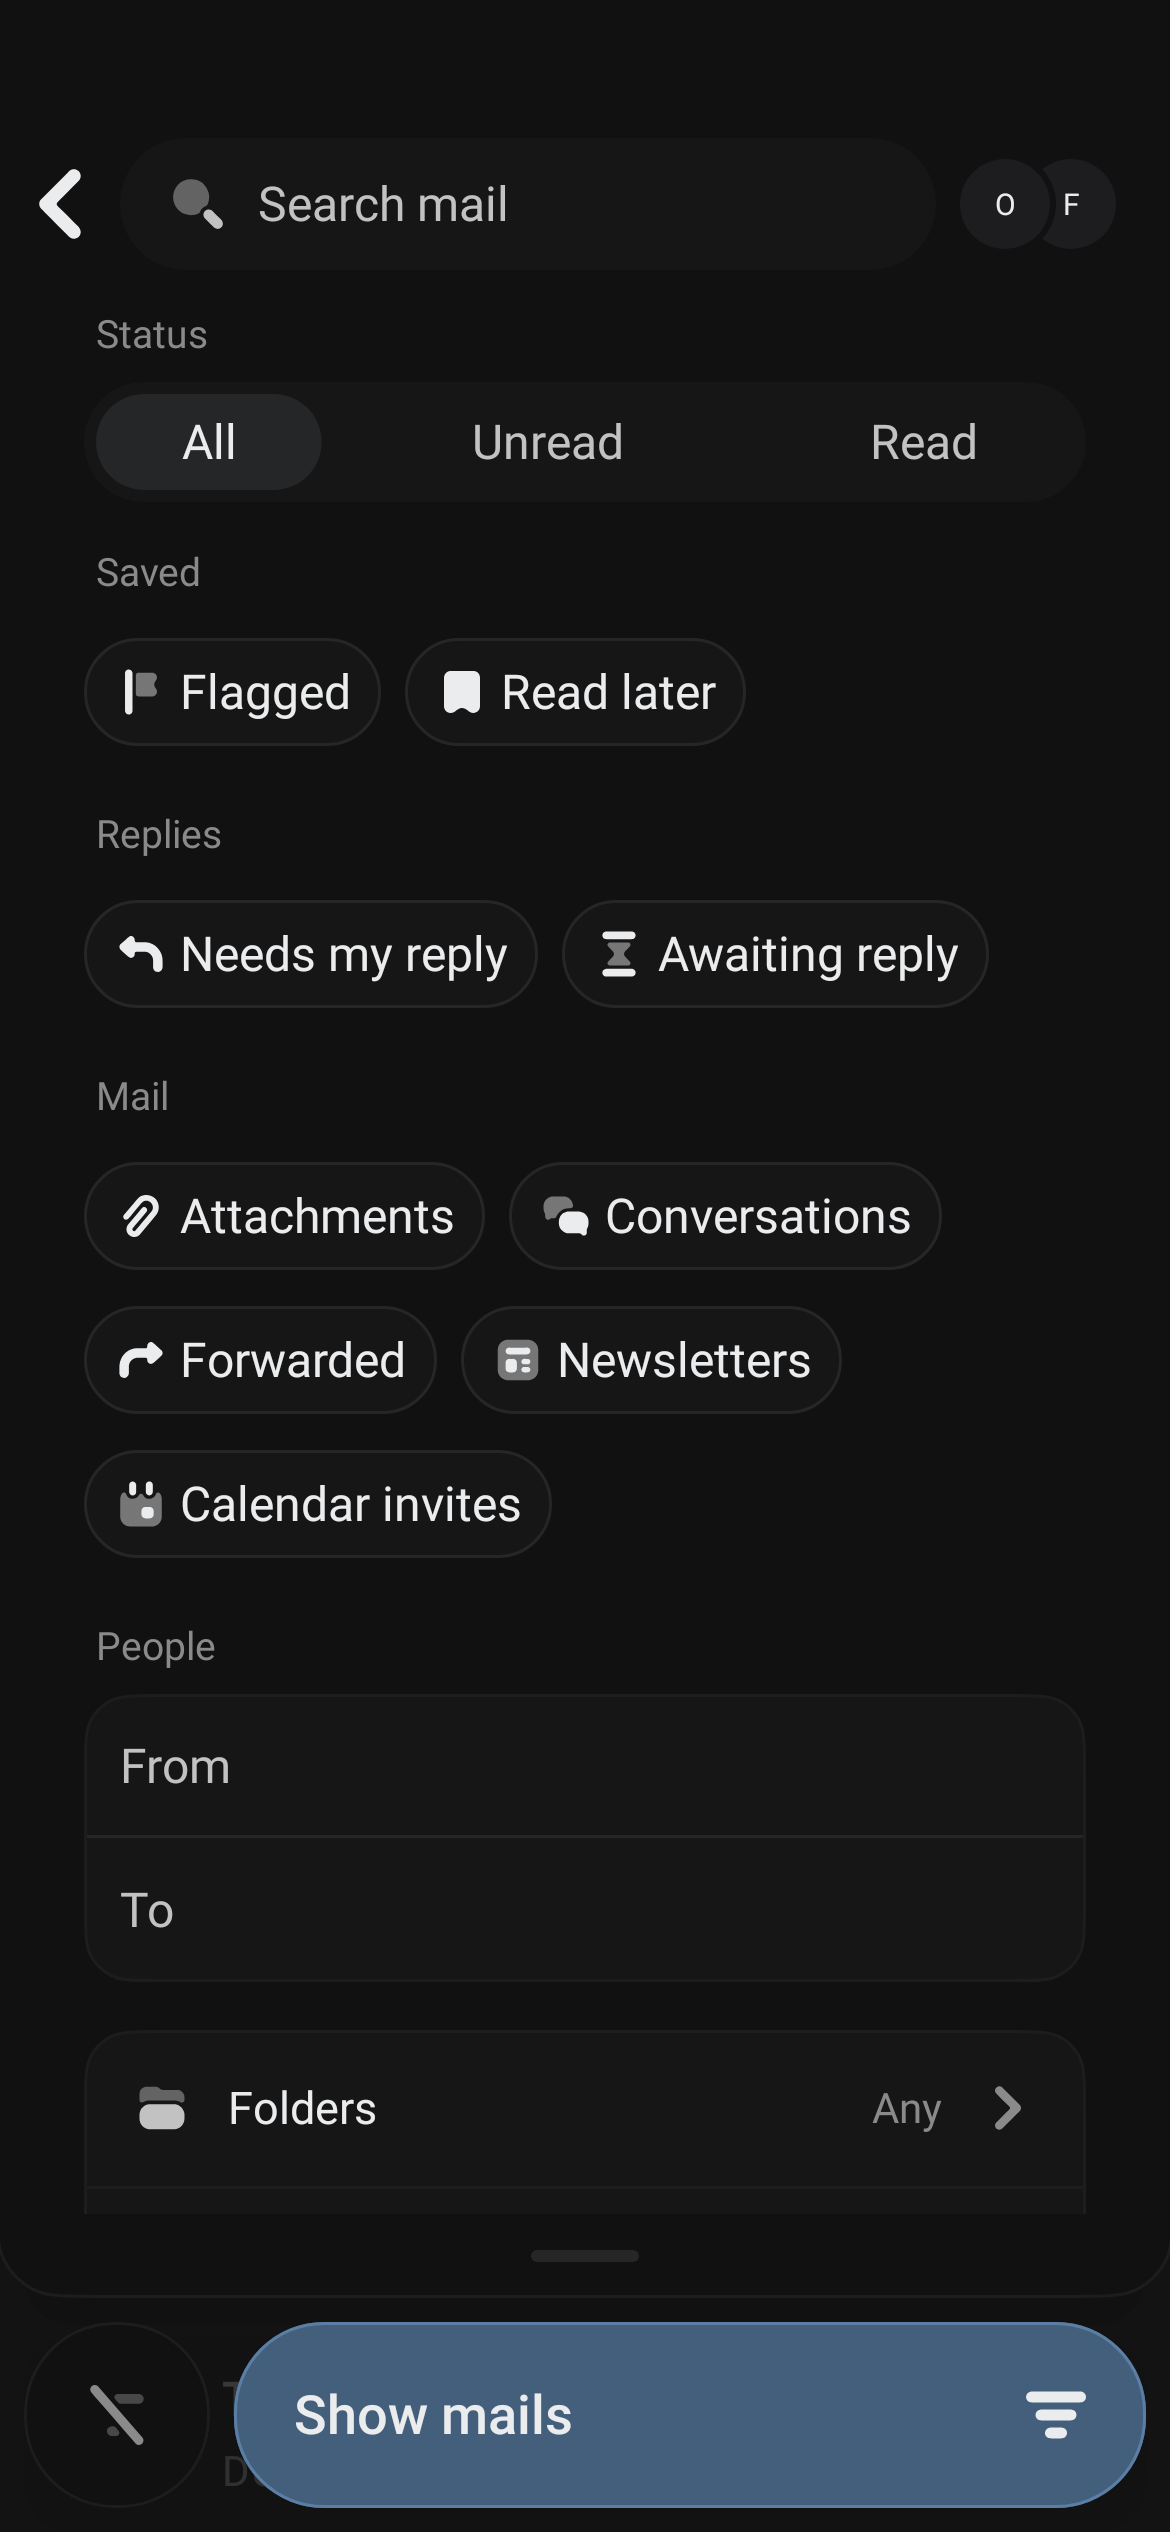 Search mail
O F
Status
All Unread Read
Saved
Flagged Read later
Replies
Needs my reply Awaiting reply
Mail
Attachments Conversations
Forwarded Newsletters
Calendar invites
People
From
To
Folders Any
Show mails